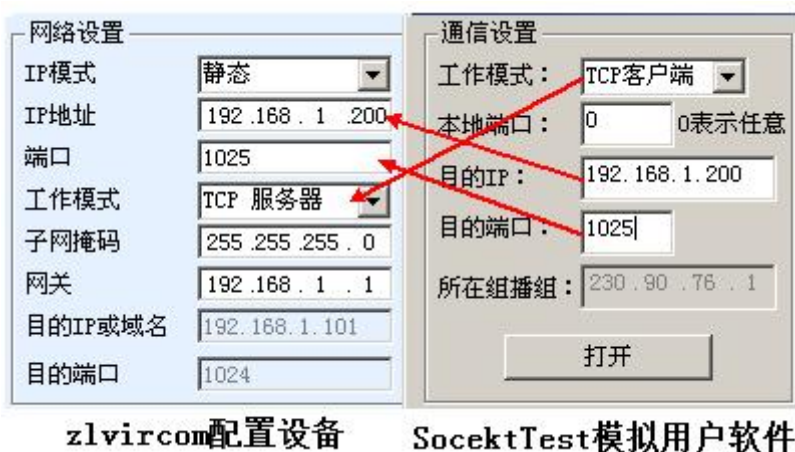 网络设置
IP模式 静态
IP地址 192 .168 . 1 .200
端口 1025
工作模式 TCP 服务器
子网掩码 255 .255 .255 . 0
网关 192 .168 . 1 . 1
目的IP或域名 192.168.1.101
目的端口 1024
zlvircom配置设备
通信设置
工作模式： TCP客户端
本地端口： 0 0表示任意
目的IP： 192.168.1.200
目的端口： 1025
所在组播组： 230 .90 .76 . 1
打开
SocektTest模拟用户软件